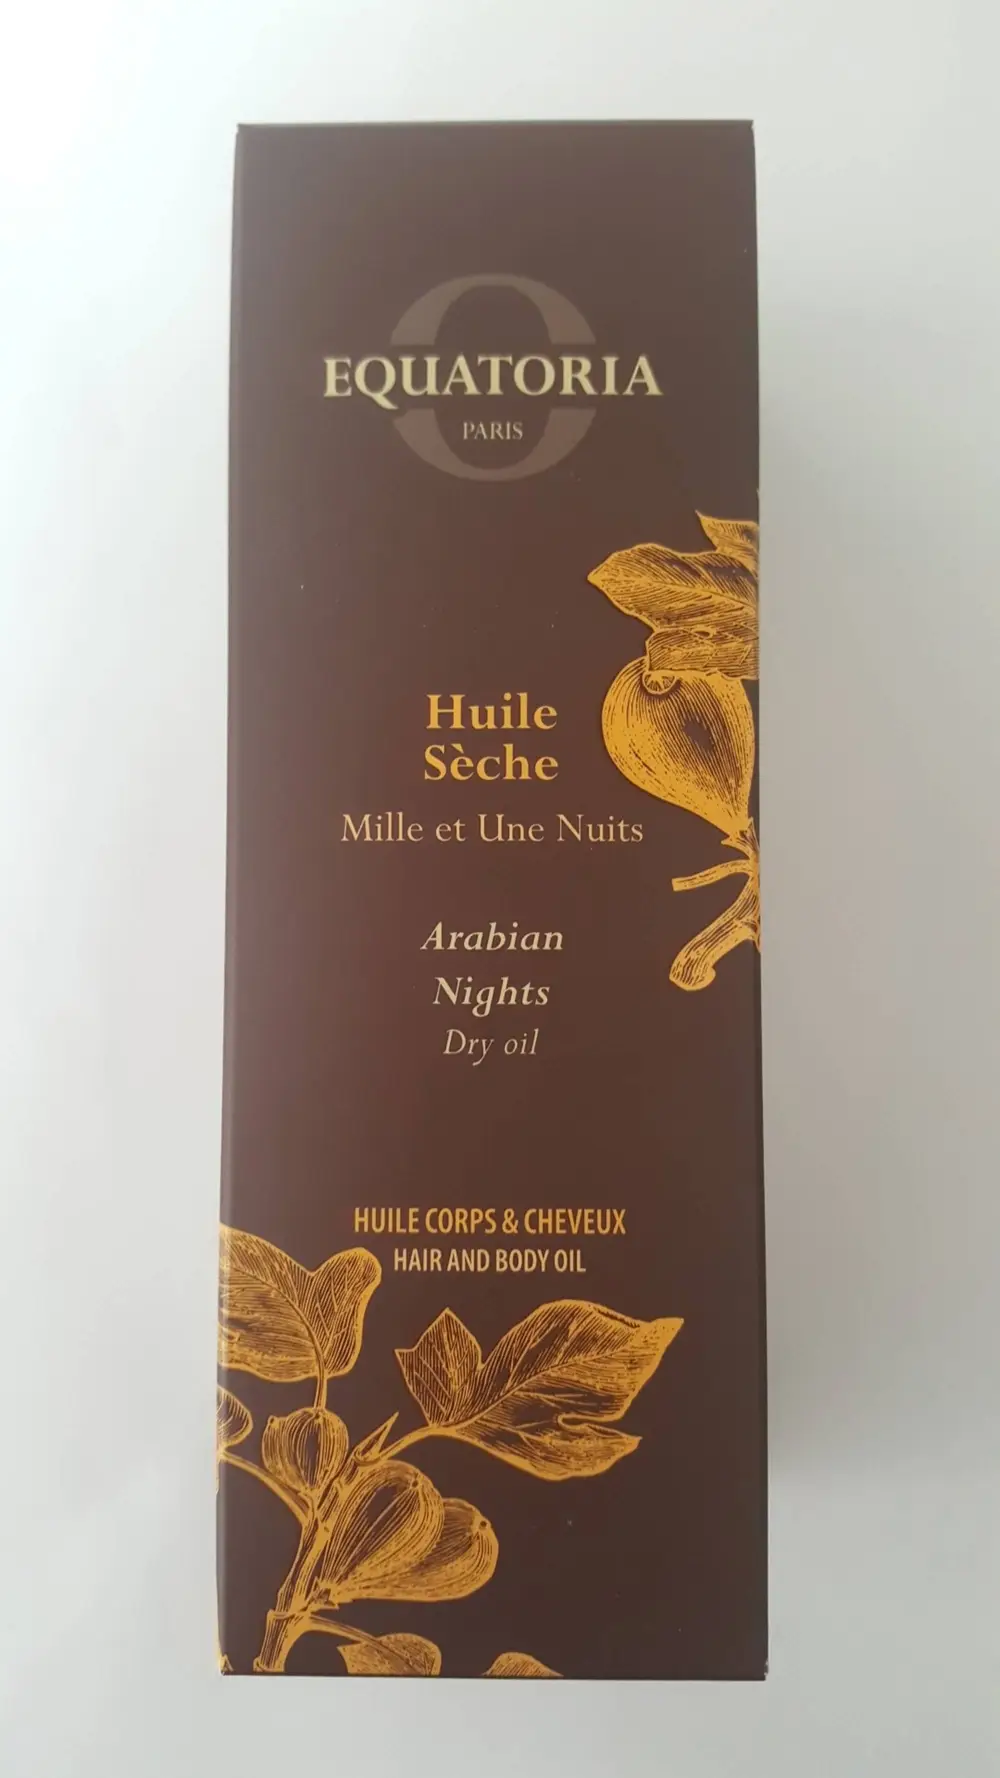 EQUATORIA
PARIS
Huile
Sèche
Mille et Une Nuits
Arabian
Nights
Dry oil
HUILE CORPS & CHEVEUX
HAIR AND BODY OIL